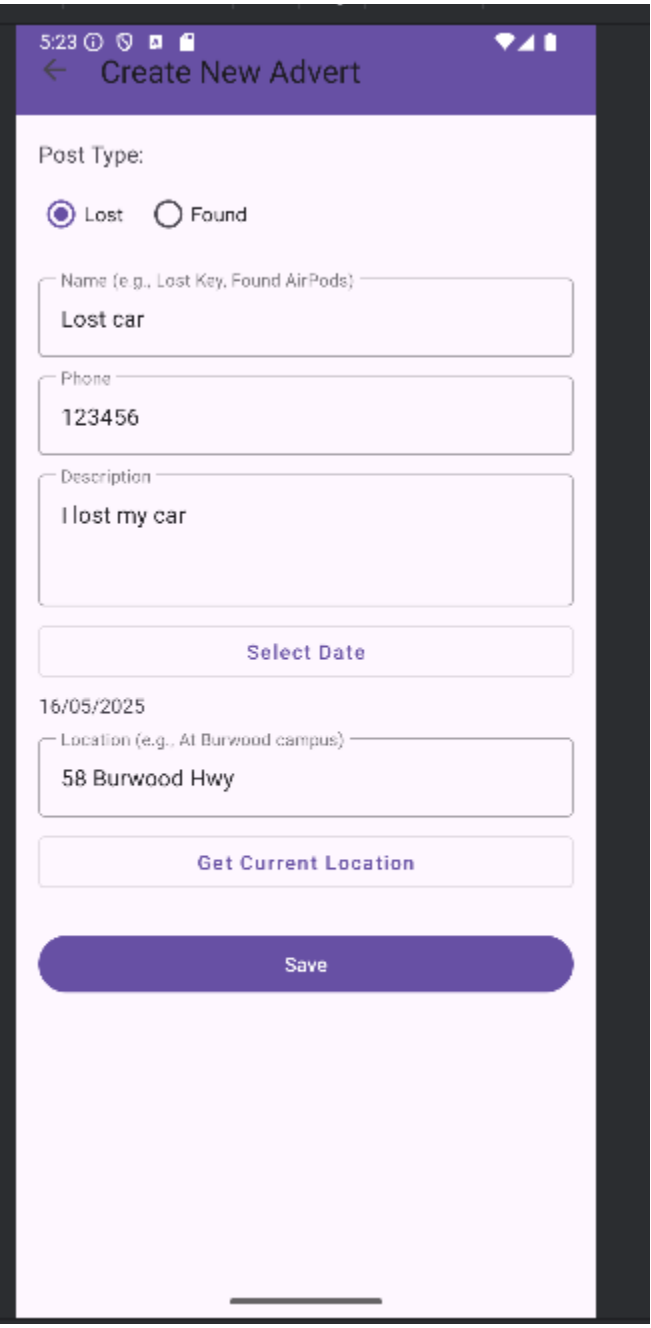 5:23
Create New Advert
Post Type:
Lost Found
Name (e.g., Lost Key, Found AirPods)
Lost car
Phone
123456
Description
I lost my car
Select Date
16/05/2025
Location (e.g., At Burwood campus)
58 Burwood Hwy
Get Current Location
Save